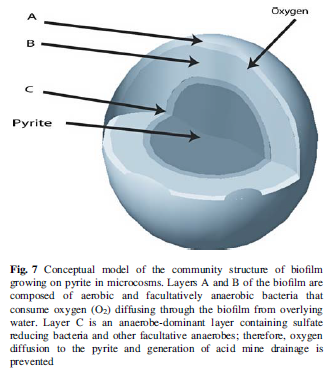 Oxygen
A
B
C
Pyrite
Fig. 7 Conceptual model of the community structure of biofilm
growing on pyrite in microcosms. Layers A and B of the biofilm are
composed of aerobic and facultatively anaerobic bacteria that
consume oxygen (O₂) diffusing through the biofilm from overlying
water. Layer C is an anaerobe-dominant layer containing sulfate
reducing bacteria and other facultative anaerobes; therefore, oxygen
diffusion to the pyrite and generation of acid mine drainage is
prevented